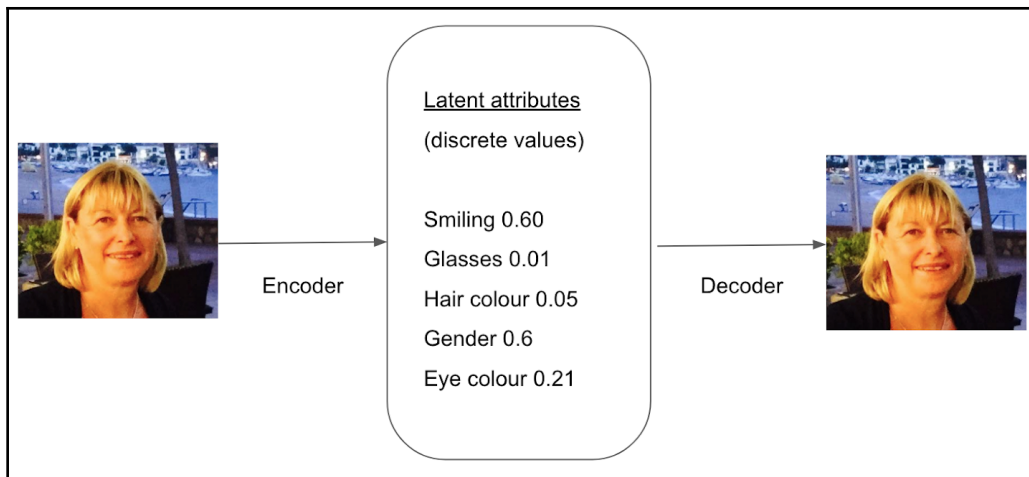 Latent attributes
(discrete values)
Smiling 0.60
Glasses 0.01
Hair colour 0.05
Gender 0.6
Eye colour 0.21
Encoder
Decoder